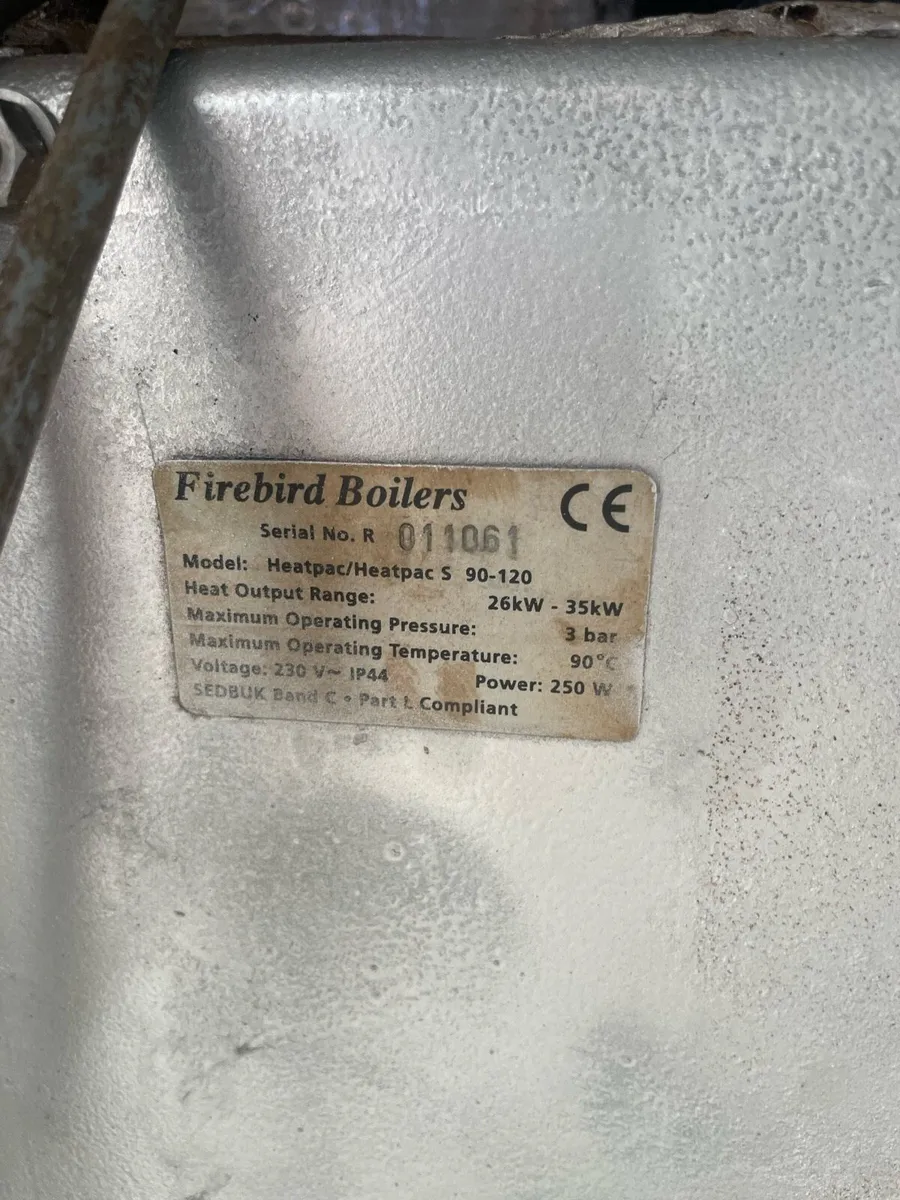 Firebird Boilers CE
Serial No. R 011061
Model: Heatpac/Heatpac S 90-120
Heat Output Range: 26kW - 35kW
Maximum Operating Pressure: 3 bar
Maximum Operating Temperature: 90°C
Voltage: 230 V~ IP44 Power: 250 W
SEDBUK Band C • Part L Compliant